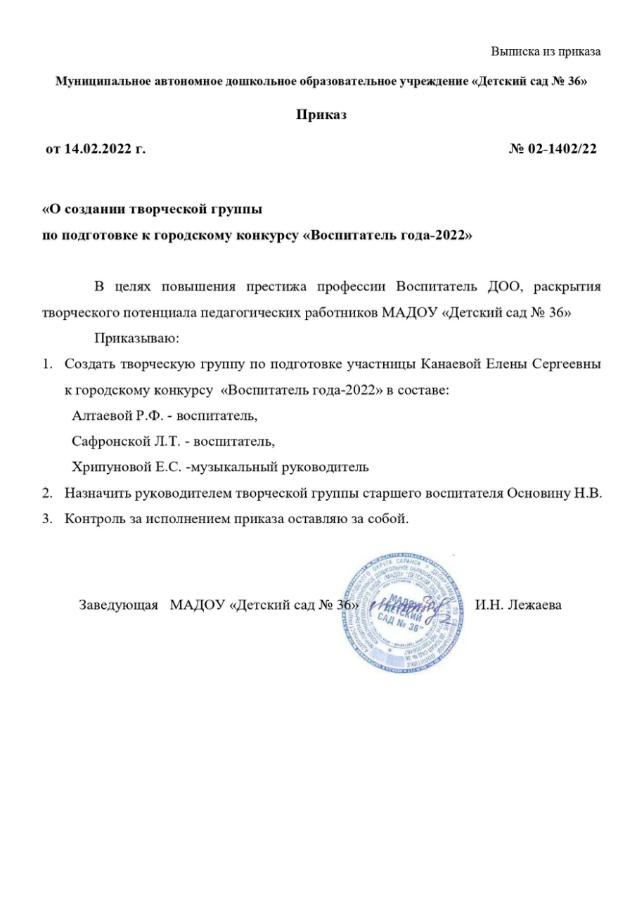 Выписка из приказа
Муниципальное автономное дошкольное образовательное учреждение «Детский сад № 36»
Приказ
от 14.02.2022 г. № 02-1402/22
«О создании творческой группы
по подготовке к городскому конкурсу «Воспитатель года-2022»
В целях повышения престижа профессии Воспитатель ДОО, раскрытия
творческого потенциала педагогических работников МАДОУ «Детский сад № 36»
Приказываю:
1. Создать творческую группу по подготовке участницы Канаевой Елены Сергеевны
к городскому конкурсу «Воспитатель года-2022» в составе:
Алтаевой Р.Ф. - воспитатель,
Сафронской Л.Т. - воспитатель,
Хрипуновой Е.С. -музыкальный руководитель
2. Назначить руководителем творческой группы старшего воспитателя Основину Н.В.
3. Контроль за исполнением приказа оставляю за собой.
Заведующая МАДОУ «Детский сад № 36» И.Н. Лежаева
МАДОУ
"ДЕТСКИЙ
САД № 36"